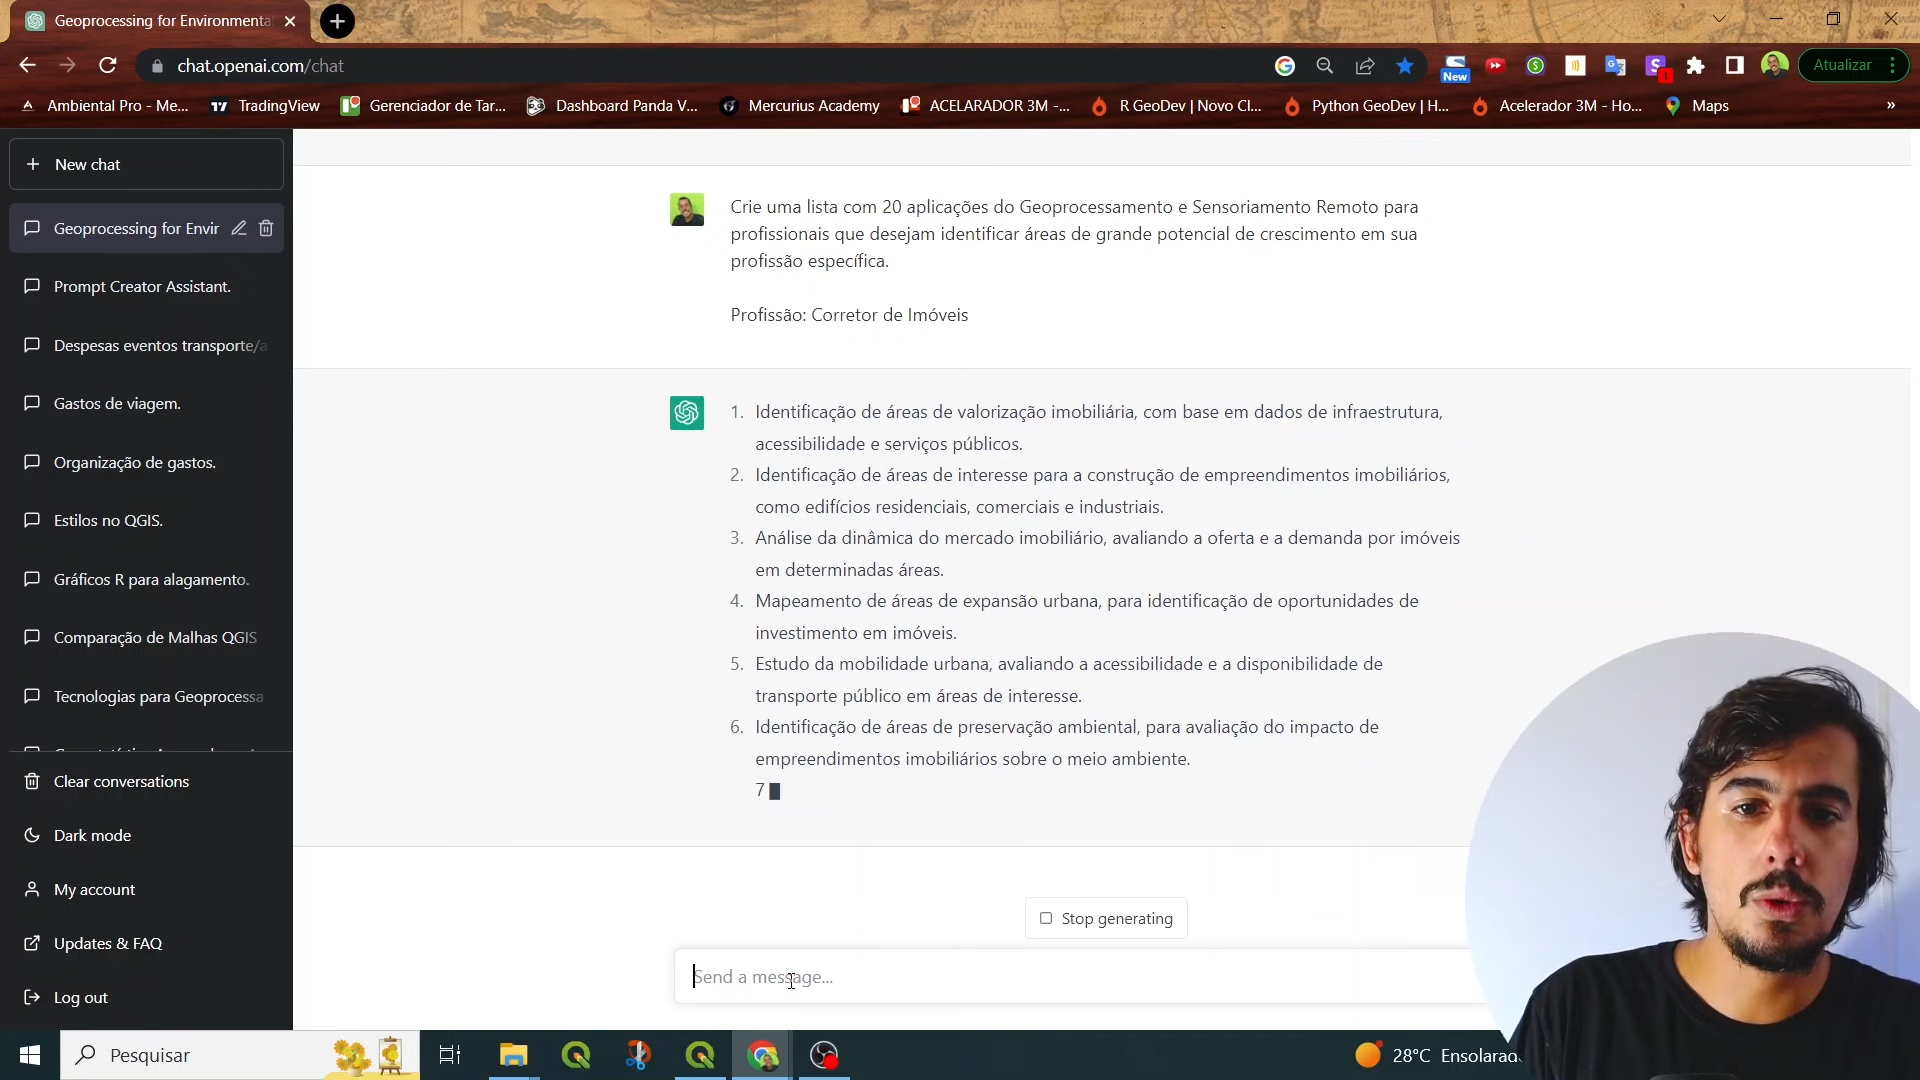 Geoprocessing for Environmenta
chat.openai.com/chat
New
1
Atualizar
Ambiental Pro - Me...
TradingView
Gerenciador de Tar...
Dashboard Panda V...
Mercurius Academy
ACELARADOR 3M -...
R GeoDev | Novo Cl...
Python GeoDev | H...
Acelerador 3M - Ho...
Maps
»
+ New chat
Geoprocessing for Envir
Prompt Creator Assistant.
Despesas eventos transporte/a
Gastos de viagem.
Organização de gastos.
Estilos no QGIS.
Gráficos R para alagamento.
Comparação de Malhas QGIS
Tecnologias para Geoprocessa
Clear conversations
Dark mode
My account
Updates & FAQ
Log out
Crie uma lista com 20 aplicações do Geoprocessamento e Sensoriamento Remoto para
profissionais que desejam identificar áreas de grande potencial de crescimento em sua
profissão específica.
Profissão: Corretor de Imóveis
1. Identificação de áreas de valorização imobiliária, com base em dados de infraestrutura,
acessibilidade e serviços públicos.
2. Identificação de áreas de interesse para a construção de empreendimentos imobiliários,
como edifícios residenciais, comerciais e industriais.
3. Análise da dinâmica do mercado imobiliário, avaliando a oferta e a demanda por imóveis
em determinadas áreas.
4. Mapeamento de áreas de expansão urbana, para identificação de oportunidades de
investimento em imóveis.
5. Estudo da mobilidade urbana, avaliando a acessibilidade e a disponibilidade de
transporte público em áreas de interesse.
6. Identificação de áreas de preservação ambiental, para avaliação do impacto de
empreendimentos imobiliários sobre o meio ambiente.
7
Stop generating
Send a message...
Pesquisar
28°C Ensolarad